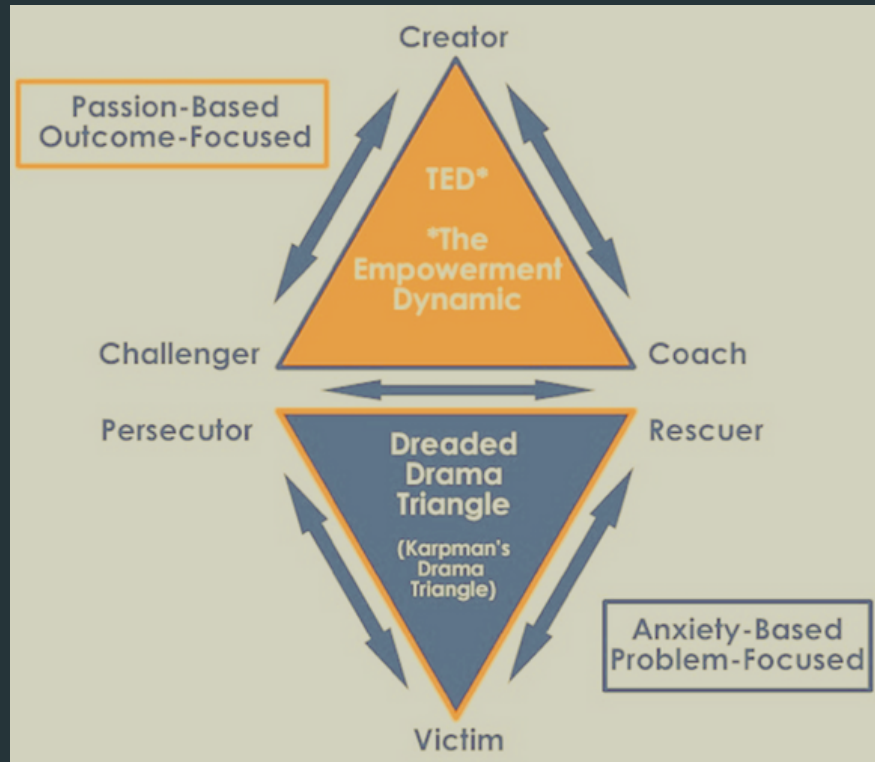 Creator
Passion-Based
Outcome-Focused
TED*
*The
Empowerment
Dynamic
Challenger
Coach
Persecutor
Rescuer
Dreaded
Drama
Triangle
(Karpman's
Drama
Triangle)
Anxiety-Based
Problem-Focused
Victim